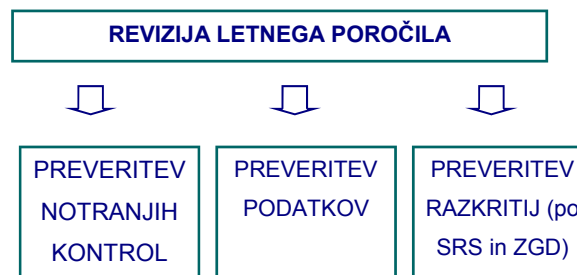 REVIZIJA LETNEGA POROČILA
PREVERITEV
NOTRANJIH
KONTROL
PREVERITEV
PODATKOV
PREVERITEV
RAZKRITIJ (po
SRS in ZGD)